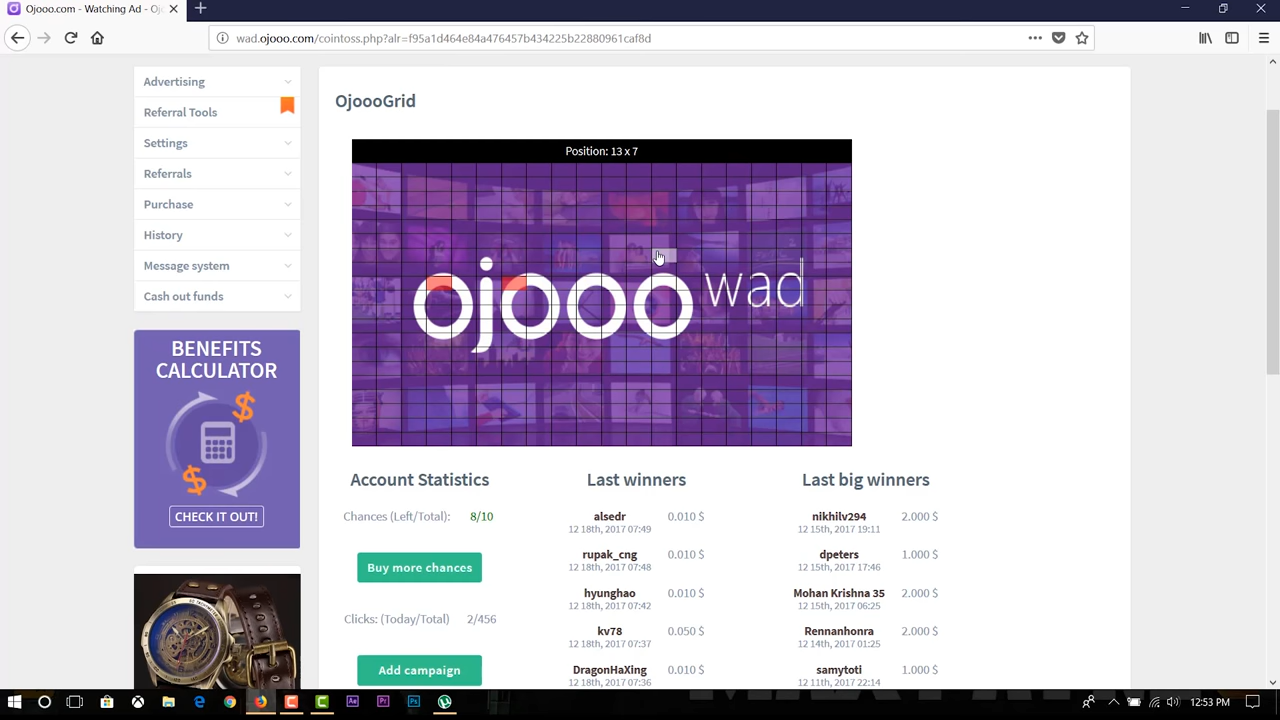 Ojooo.com - Watching Ad - Ojo
wad.ojooo.com/cointoss.php?alr=f95a1d464e84a476457b434225b22880961caf8d
Advertising
Referral Tools
Settings
Referrals
Purchase
History
Message system
Cash out funds
BENEFITS
CALCULATOR
CHECK IT OUT!
OjoooGrid
Position: 13 x 7
ojooo wad
Account Statistics
Chances (Left/Total): 8/10
Buy more chances
Clicks: (Today/Total) 2/456
Add campaign
Last winners
alsedr 0.010 $
12 18th, 2017 07:49
rupak_cng 0.010 $
12 18th, 2017 07:48
hyunghao 0.010 $
12 18th, 2017 07:42
kv78 0.050 $
12 18th, 2017 07:37
DragonHaXing 0.010 $
12 18th, 2017 07:36
Last big winners
nikhilv294 2.000 $
12 15th, 2017 19:11
dpeters 1.000 $
12 15th, 2017 17:46
Mohan Krishna 35 2.000 $
12 15th, 2017 06:25
Rennanhonra 2.000 $
12 14th, 2017 01:25
samytoti 1.000 $
12 11th, 2017 22:14
Ae
Pr
Ps
12:53 PM